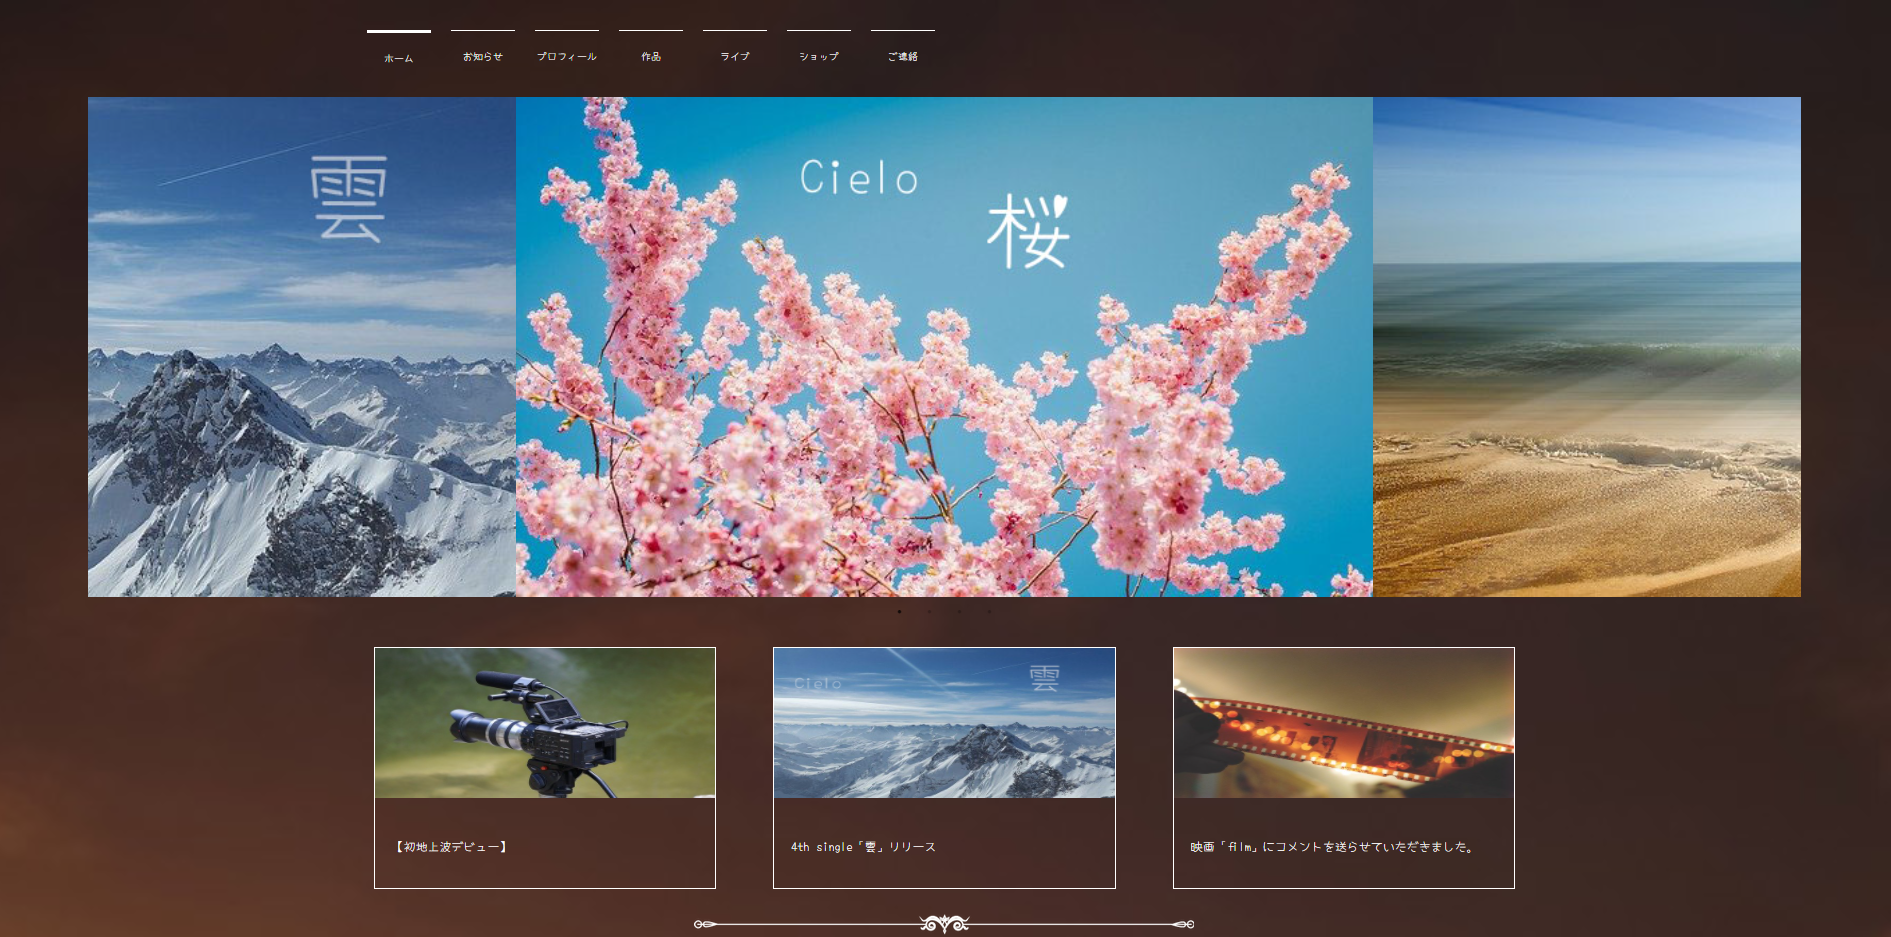 ホーム
お知らせ
プロフィール
作品
ライブ
ショップ
ご連絡
雲
Cielo
桜
Cielo
雲
【初地上波デビュー】
4th single「雲」リリース
映画「film」にコメントを送らせていただきました。